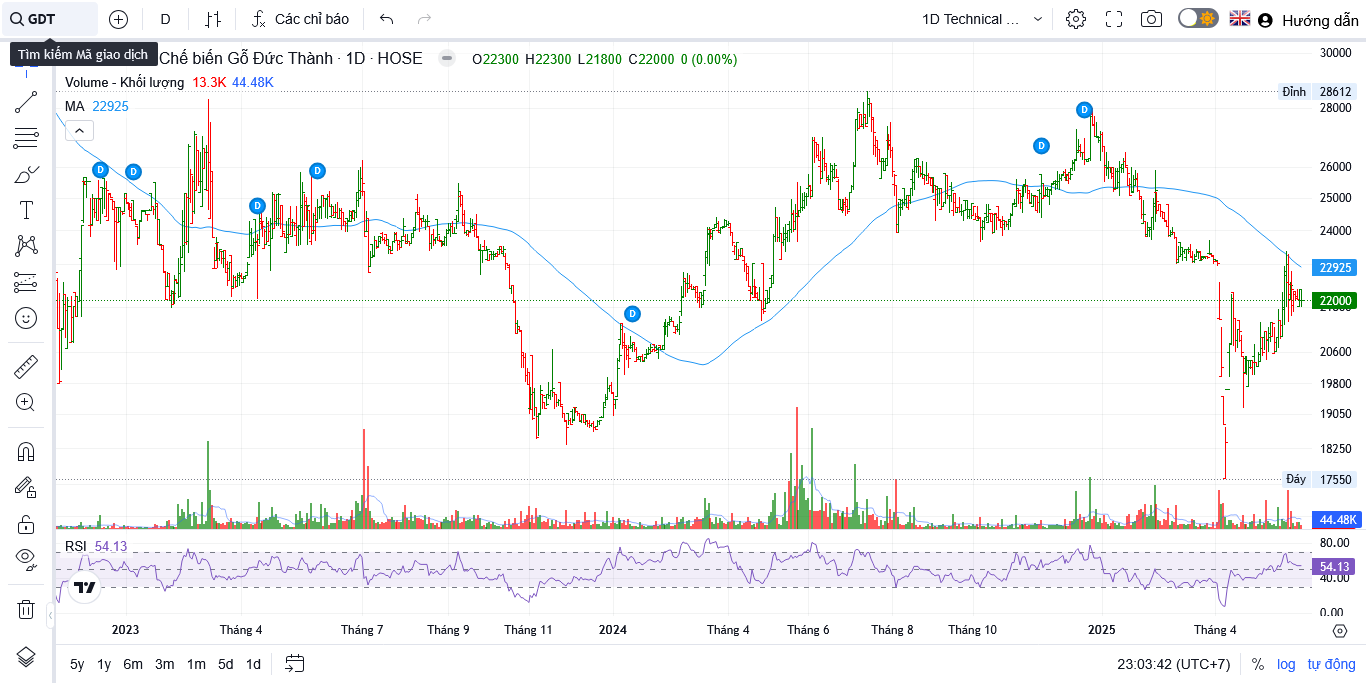 GDT
D
Các chỉ báo
1D Technical ...
Hướng dẫn
Tìm kiếm Mã giao dịch
Chế biến Gỗ Đức Thành · 1D · HOSE
O22300 H22300 L21800 C22000 0 (0.00%)
Volume - Khối lượng 13.3K 44.48K
MA 22925
D
D
D
D
D
D
D
30000
Đỉnh 28612
28000
26000
25000
24000
22925
22000
20600
19800
19050
18250
Đáy 17550
44.48K
RSI 54.13
80.00
54.13
40.00
0.00
2023
Tháng 4
Tháng 7
Tháng 9
Tháng 11
2024
Tháng 4
Tháng 6
Tháng 8
Tháng 10
2025
Tháng 4
5y 1y 6m 3m 1m 5d 1d
23:03:42 (UTC+7)
%
log
tự động